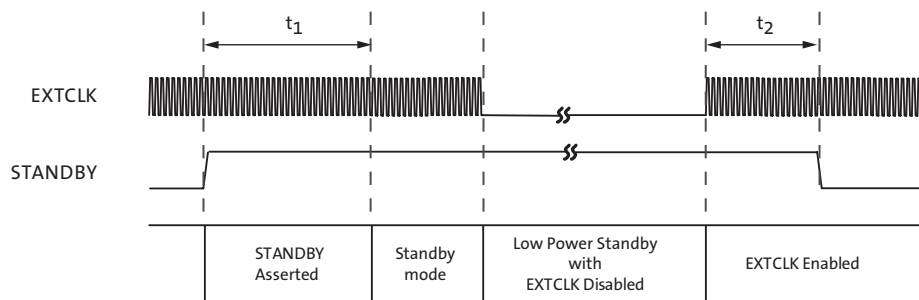 t1
t2
EXTCLK
STANDBY
STANDBY
Asserted
Standby
mode
Low Power Standby
with
EXTCLK Disabled
EXTCLK Enabled